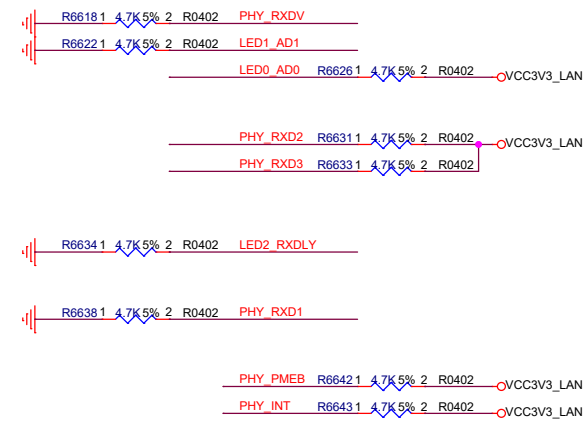 R6618 1 4.7K 5% 2 R0402 PHY_RXDV
R6622 1 4.7K 5% 2 R0402 LED1_AD1
LED0_AD0 R6626 1 4.7K 5% 2 R0402 VCC3V3_LAN
PHY_RXD2 R6631 1 4.7K 5% 2 R0402 VCC3V3_LAN
PHY_RXD3 R6633 1 4.7K 5% 2 R0402
R6634 1 4.7K 5% 2 R0402 LED2_RXDLY
R6638 1 4.7K 5% 2 R0402 PHY_RXD1
PHY_PMEB R6642 1 4.7K 5% 2 R0402 VCC3V3_LAN
PHY_INT R6643 1 4.7K 5% 2 R0402 VCC3V3_LAN